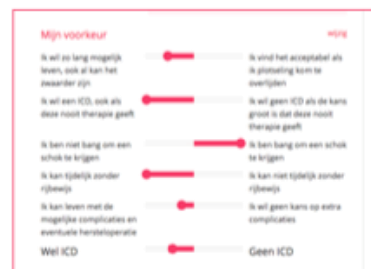 Mijn voorkeur
wijzig
Ik wil zo lang mogelijk
leven, ook al kan het
zwaarder zijn
Ik vind het acceptabel als
ik plotseling kom te
overlijden
Ik wil een ICD, ook als
deze nooit therapie geeft
Ik wil geen ICD als de kans
groot is dat deze nooit
therapie geeft
Ik ben niet bang om een
schok te krijgen
Ik ben bang om een schok
te krijgen
Ik kan tijdelijk zonder
rijbewijs
Ik kan niet tijdelijk zonder
rijbewijs
Ik kan leven met de
mogelijke complicaties en
eventuele hersteloperatie
Ik wil geen kans op extra
complicaties
Wel ICD
Geen ICD